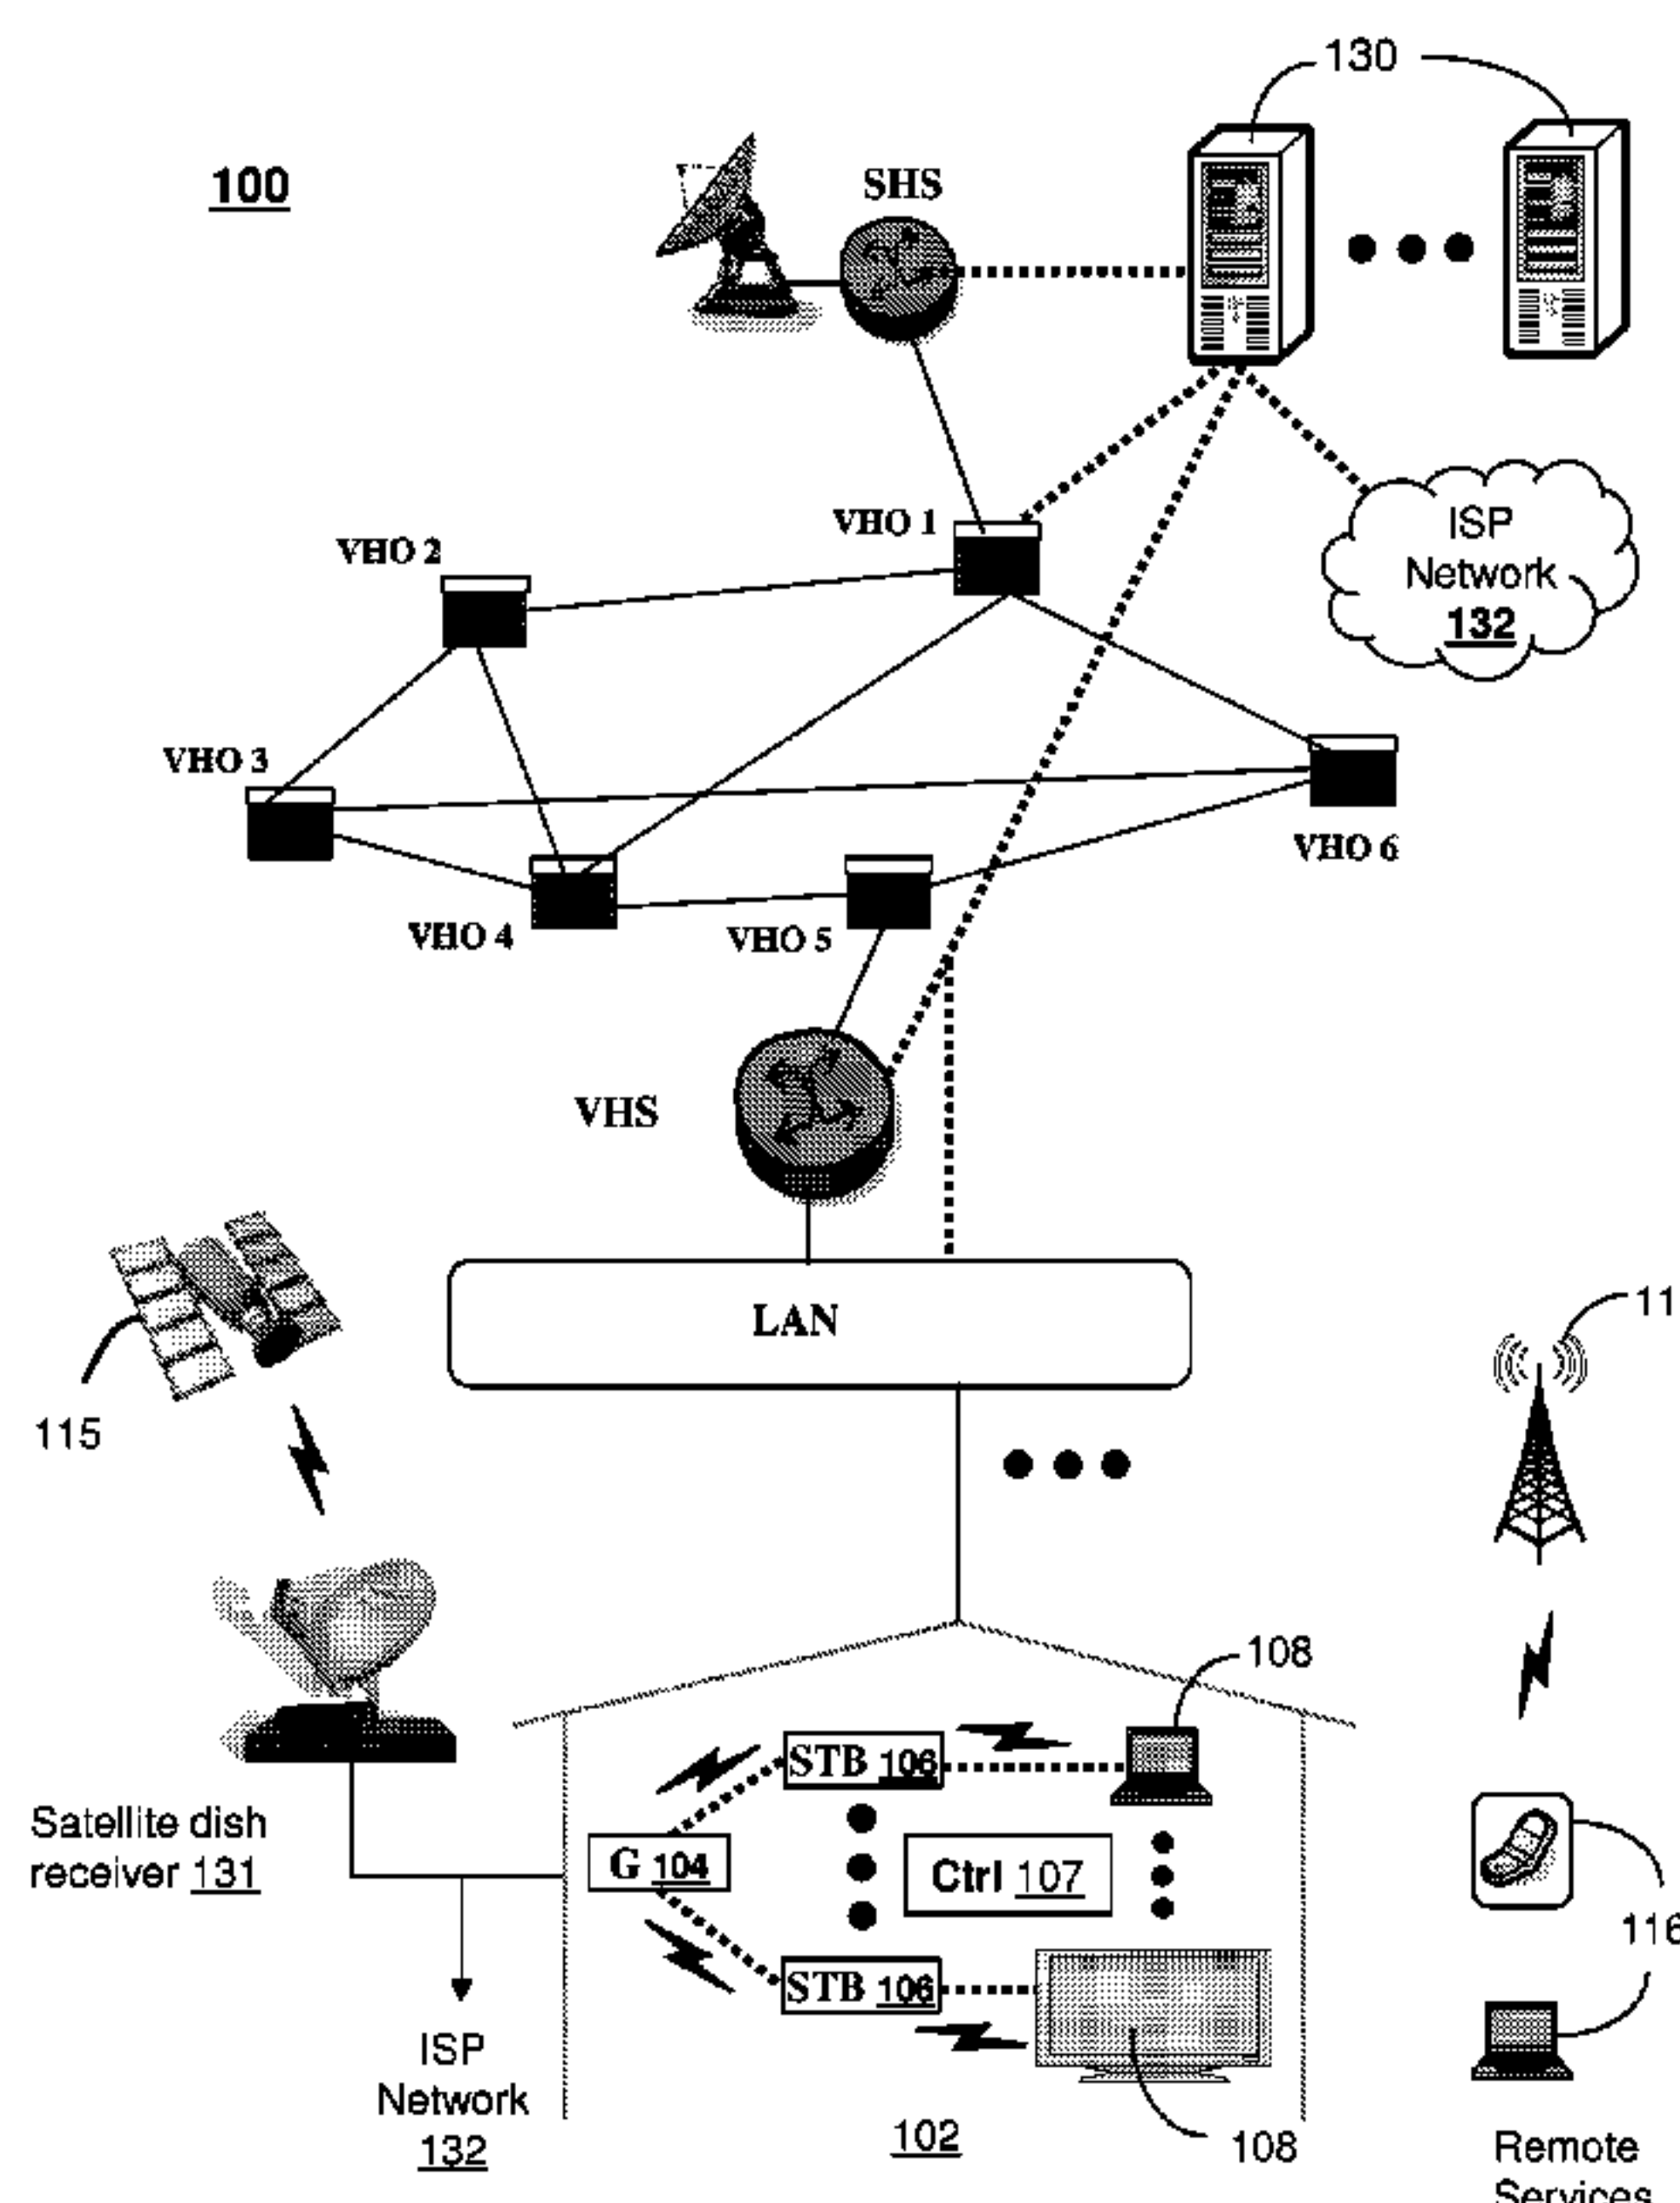 130
100
SHS
VHO 1
ISP
Network
132
VHO 2
VHO 3
VHO 6
VHO 4
VHO 5
VHS
LAN
11
115
108
STB 106
Satellite dish
receiver 131
G 104
Ctrl 107
116
STB 106
ISP
Network
132
102
108
Remote
Services